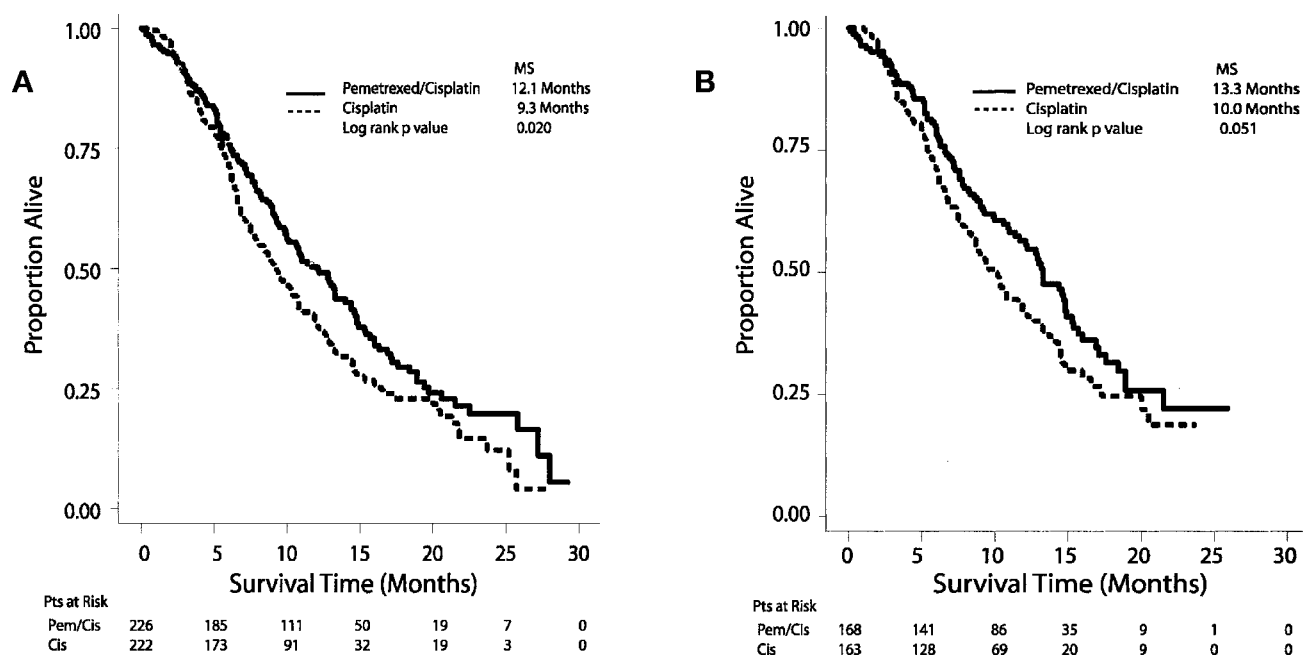 A
MS
Pemetrexed/Cisplatin 12.1 Months
Cisplatin 9.3 Months
Log rank p value 0.020
Proportion Alive
1.00
0.75
0.50
0.25
0.00
0 5 10 15 20 25 30
Survival Time (Months)
Pts at Risk
Pem/Cis 226 185 111 50 19 7 0
Cis 222 173 91 32 19 3 0
B
MS
Pemetrexed/Cisplatin 13.3 Months
Cisplatin 10.0 Months
Log rank p value 0.051
Proportion Alive
1.00
0.75
0.50
0.25
0.00
0 5 10 15 20 25 30
Survival Time (Months)
Pts at Risk
Pem/Cis 168 141 86 35 9 1 0
Cis 163 128 69 20 9 0 0